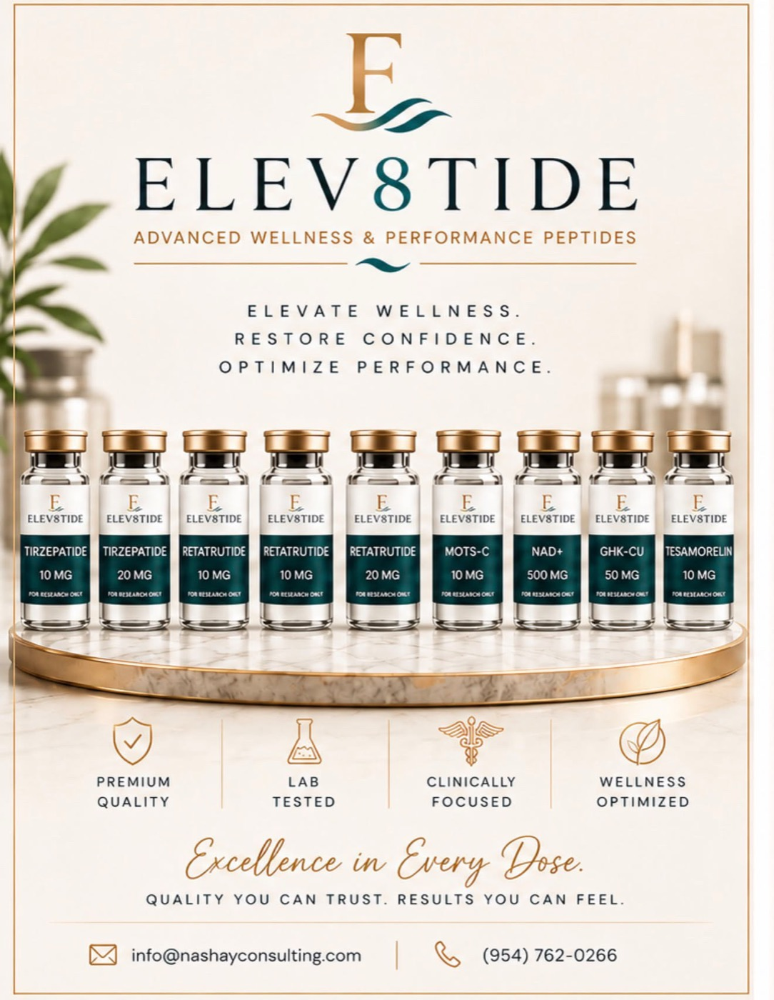 E
ELEV8TIDE
ADVANCED WELLNESS & PERFORMANCE PEPTIDES
ELEVATE WELLNESS.
RESTORE CONFIDENCE.
OPTIMIZE PERFORMANCE.
E
ELEV8TIDE
TIRZEPATIDE
10 MG
FOR RESEARCH ONLY
E
ELEV8TIDE
TIRZEPATIDE
20 MG
FOR RESEARCH ONLY
E
ELEV8TIDE
RETATRUTIDE
10 MG
FOR RESEARCH ONLY
E
ELEV8TIDE
RETATRUTIDE
10 MG
FOR RESEARCH ONLY
E
ELEV8TIDE
RETATRUTIDE
20 MG
FOR RESEARCH ONLY
E
ELEV8TIDE
MOTS-C
10 MG
FOR RESEARCH ONLY
E
ELEV8TIDE
NAD+
500 MG
FOR RESEARCH ONLY
E
ELEV8TIDE
GHK-CU
50 MG
FOR RESEARCH ONLY
E
ELEV8TIDE
TESAMORELIN
10 MG
FOR RESEARCH ONLY
PREMIUM
QUALITY
LAB
TESTED
CLINICALLY
FOCUSED
WELLNESS
OPTIMIZED
Excellence in Every Dose.
QUALITY YOU CAN TRUST. RESULTS YOU CAN FEEL.
info@nashayconsulting.com
(954) 762-0266